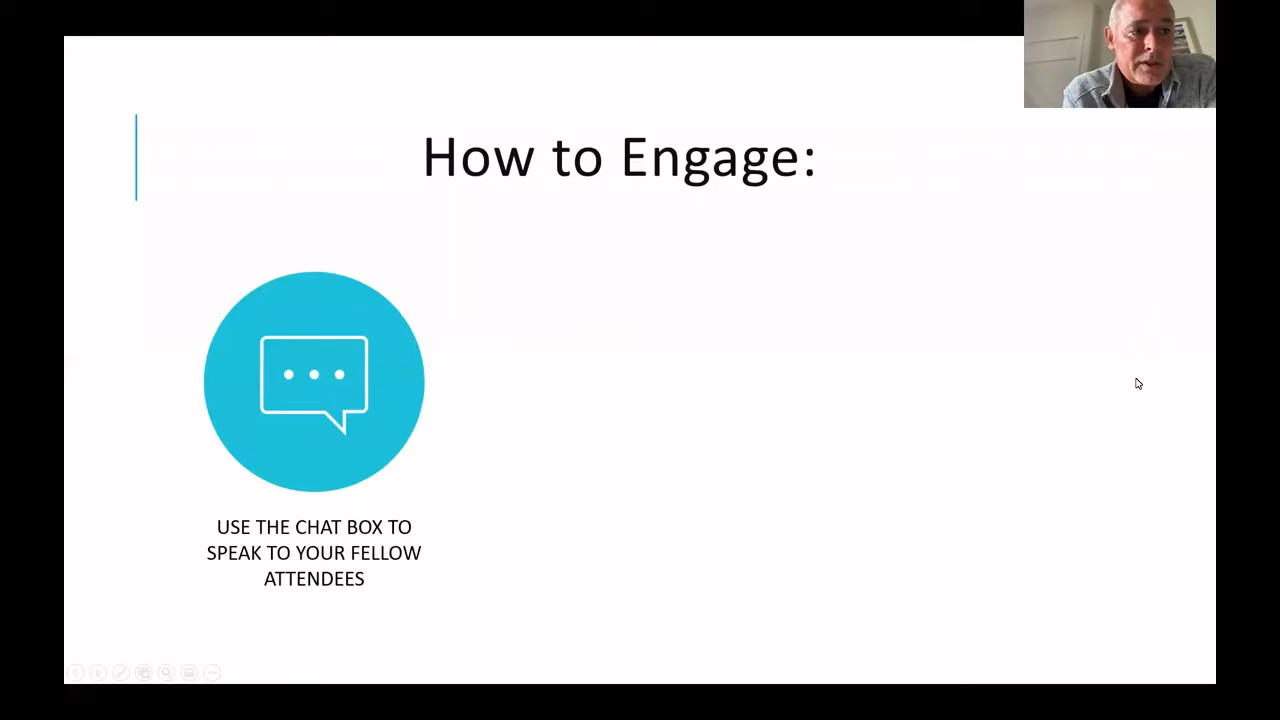 How to Engage:
USE THE CHAT BOX TO
SPEAK TO YOUR FELLOW
ATTENDEES